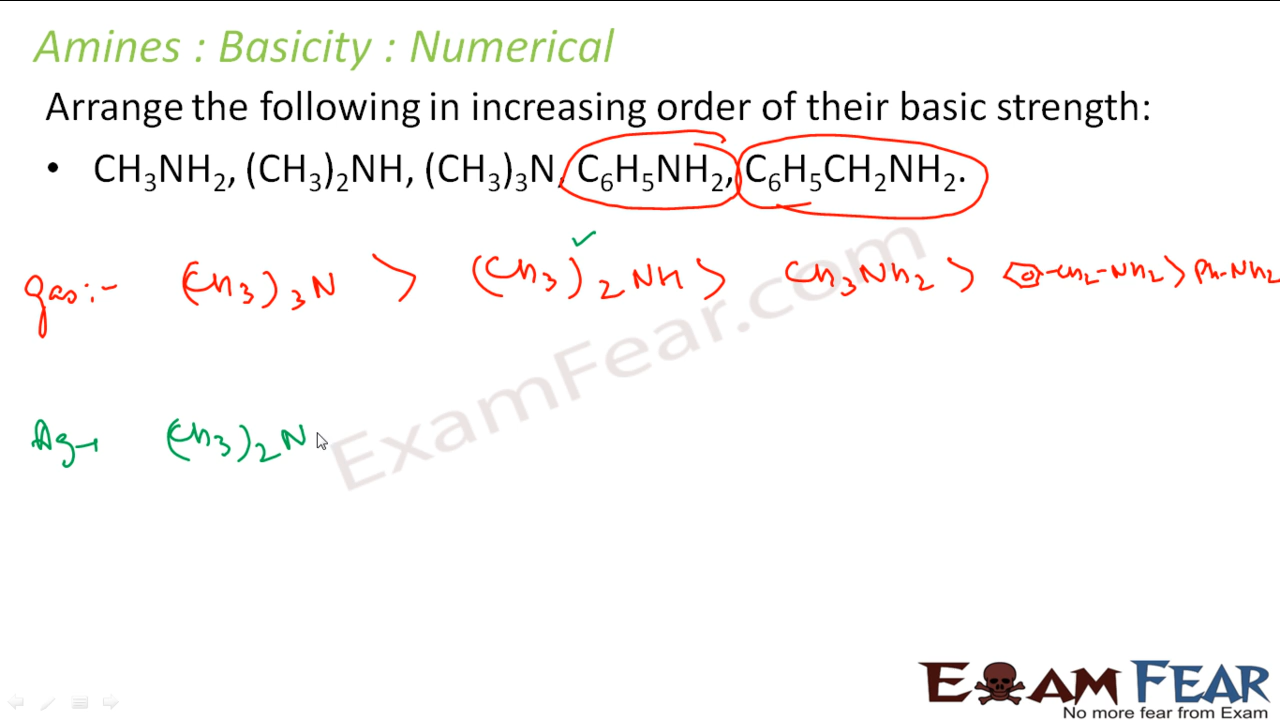 Amines : Basicity : Numerical
Arrange the following in increasing order of their basic strength:
• CH₃NH₂, (CH₃)₂NH, (CH₃)₃N, C₆H₅NH₂, C₆H₅CH₂NH₂.
gas:- (CH₃)₃N > (CH₃)₂NH > CH₃NH₂ > -CH₂-NH₂ > Ph-NH₂
Aq→ (CH₃)₂N
ExamFear.com
EXAM FEAR
No more fear from Exam